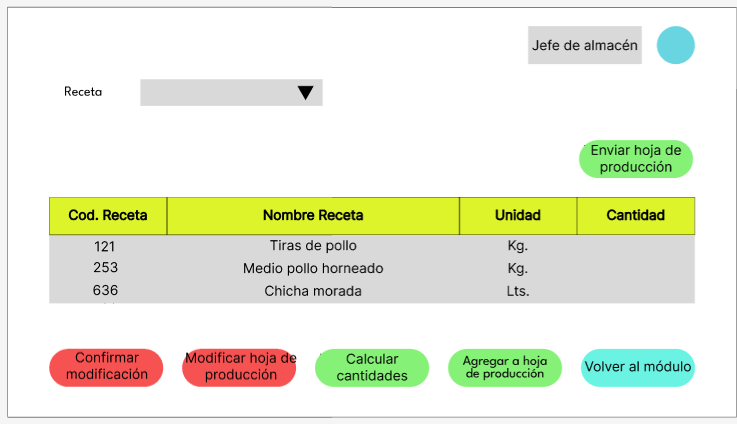 Jefe de almacén
Receta
Enviar hoja de
producción
Cod. Receta Nombre Receta Unidad Cantidad
121 Tiras de pollo Kg.
253 Medio pollo horneado Kg.
636 Chicha morada Lts.
Confirmar
modificación
Modificar hoja de
producción
Calcular
cantidades
Agregar a hoja
de producción
Volver al módulo